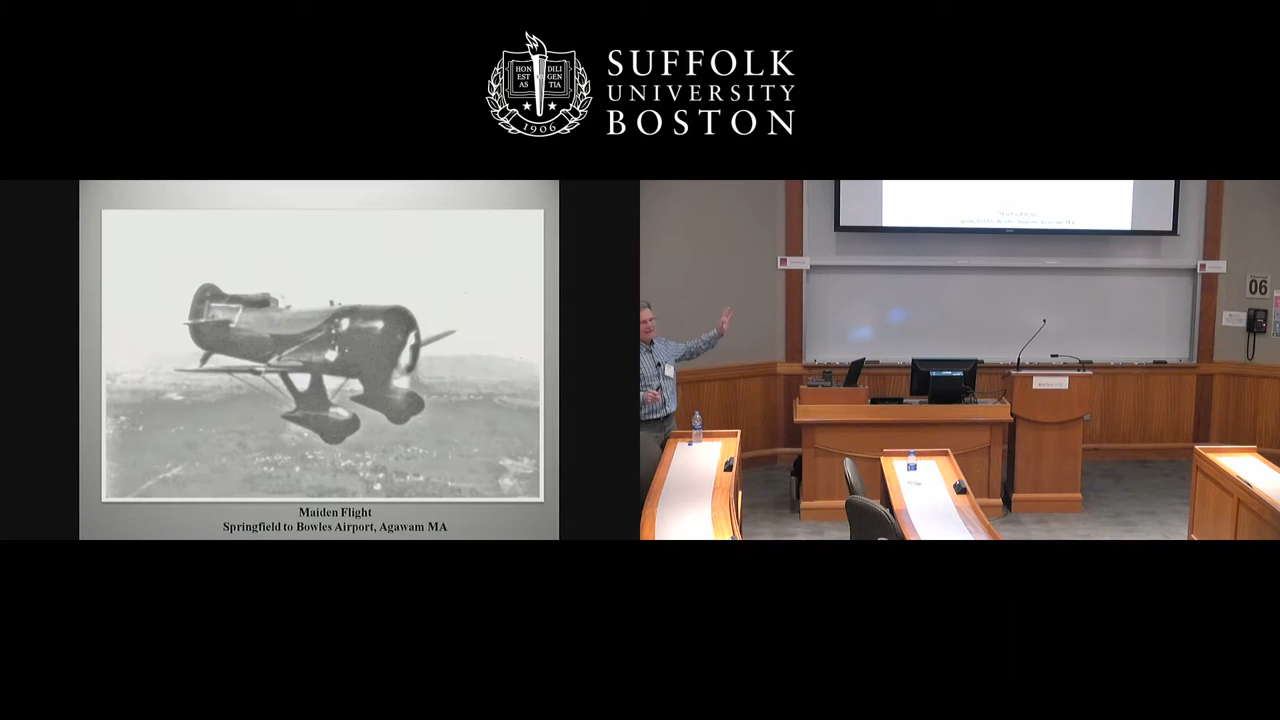 HON
EST
AS
DILI
GEN
TIA
1906
SUFFOLK
UNIVERSITY
BOSTON
Maiden Flight
Springfield to Bowles Airport, Agawam MA
06